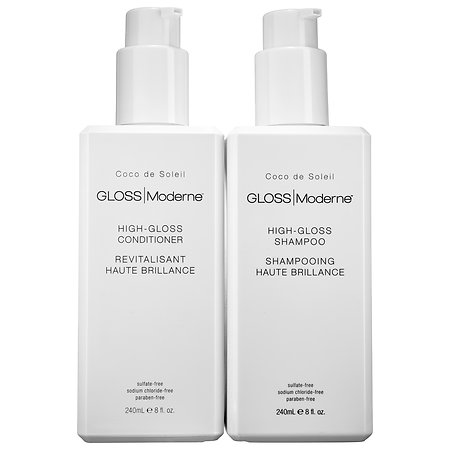 Coco de Soleil
GLOSS|Moderne™
HIGH-GLOSS
CONDITIONER
REVITALISANT
HAUTE BRILLANCE
sulfate-free
sodium chloride-free
paraben-free
240mL ℮ 8 fl. oz.
Coco de Soleil
GLOSS|Moderne™
HIGH-GLOSS
SHAMPOO
SHAMPOOING
HAUTE BRILLANCE
sulfate-free
sodium chloride-free
paraben-free
240mL ℮ 8 fl. oz.